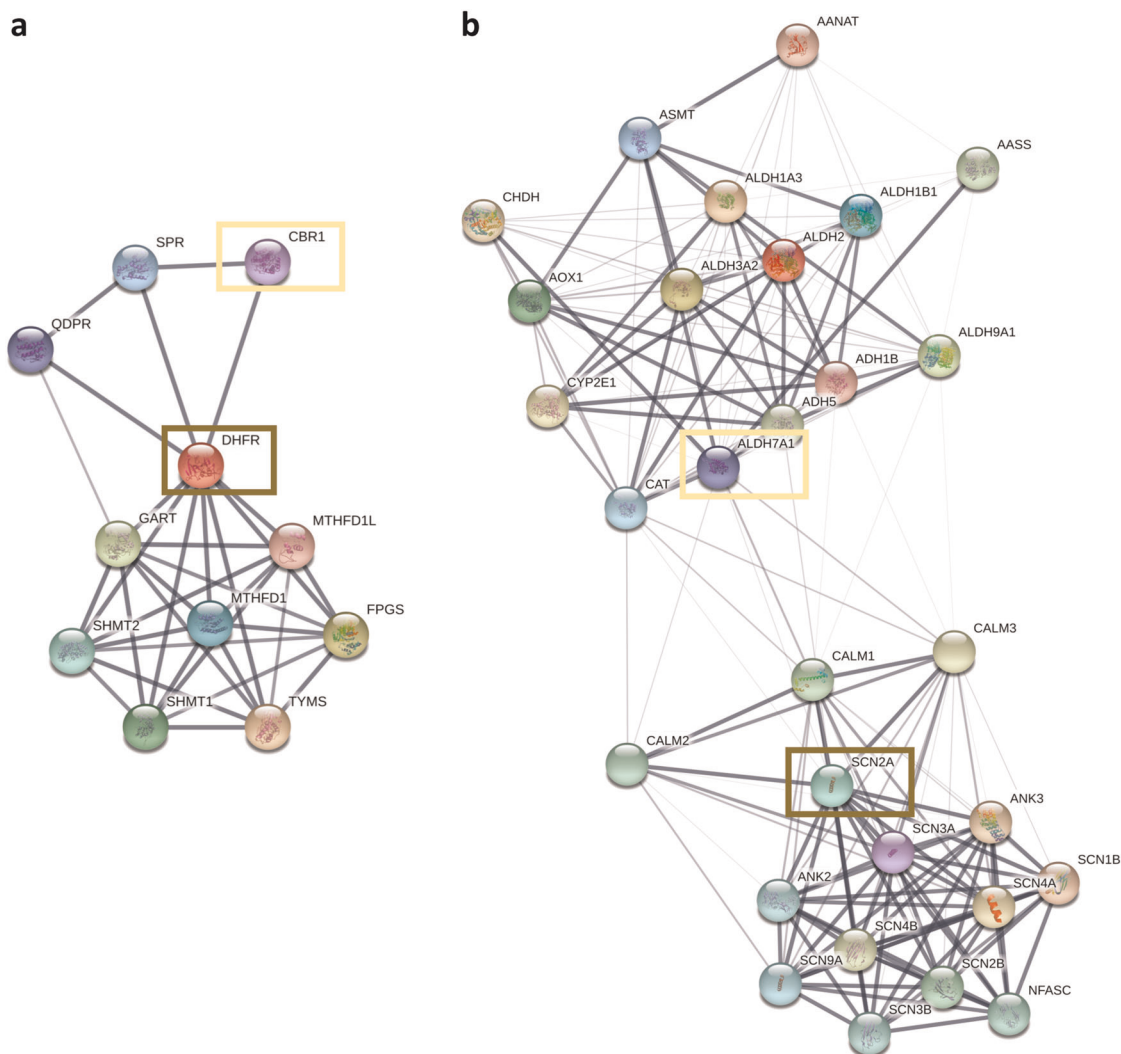 a
SPR
CBR1
QDPR
DHFR
GART
MTHFD1L
MTHFD1
FPGS
SHMT2
SHMT1
TYMS
b
AANAT
ASMT
AASS
ALDH1A3
ALDH1B1
CHDH
ALDH2
ALDH3A2
AOX1
ALDH9A1
ADH1B
CYP2E1
ADH5
ALDH7A1
CAT
CALM3
CALM1
CALM2
SCN2A
ANK3
SCN3A
SCN1B
ANK2
SCN4A
SCN4B
SCN9A
SCN2B
NFASC
SCN3B